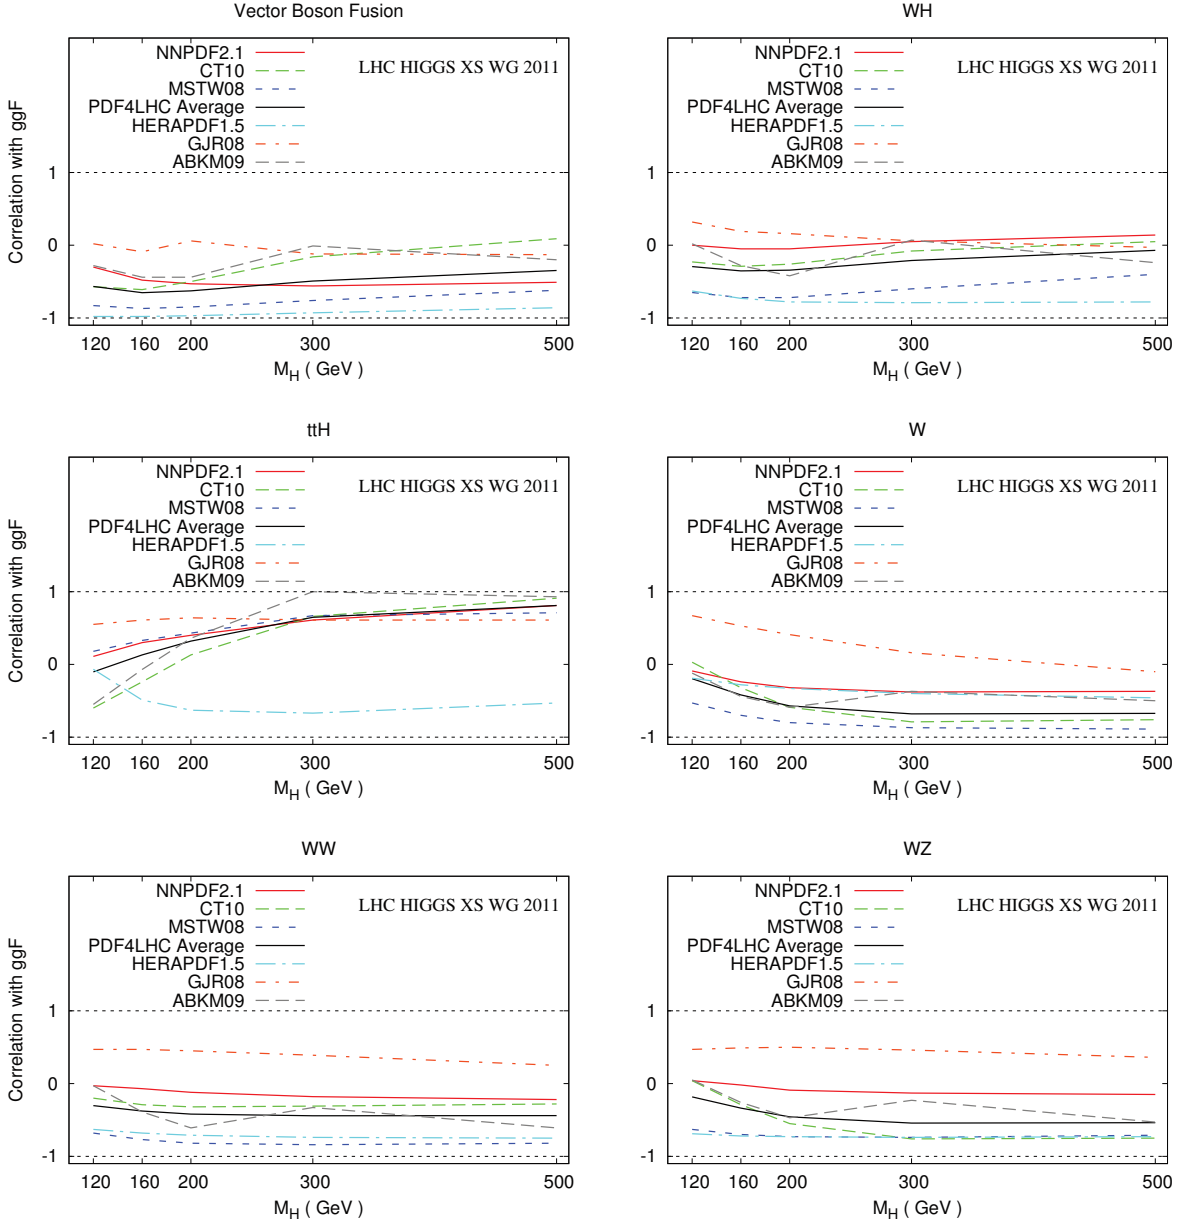 Vector Boson Fusion
NNPDF2.1
CT10
MSTW08
PDF4LHC Average
HERAPDF1.5
GJR08
ABKM09
LHC HIGGS XS WG 2011
Correlation with ggF
1
0
-1
120 160 200 300 500
M_H ( GeV )
WH
NNPDF2.1
CT10
MSTW08
PDF4LHC Average
HERAPDF1.5
GJR08
ABKM09
LHC HIGGS XS WG 2011
1
0
-1
120 160 200 300 500
M_H ( GeV )
ttH
NNPDF2.1
CT10
MSTW08
PDF4LHC Average
HERAPDF1.5
GJR08
ABKM09
LHC HIGGS XS WG 2011
Correlation with ggF
1
0
-1
120 160 200 300 500
M_H ( GeV )
W
NNPDF2.1
CT10
MSTW08
PDF4LHC Average
HERAPDF1.5
GJR08
ABKM09
LHC HIGGS XS WG 2011
1
0
-1
120 160 200 300 500
M_H ( GeV )
WW
NNPDF2.1
CT10
MSTW08
PDF4LHC Average
HERAPDF1.5
GJR08
ABKM09
LHC HIGGS XS WG 2011
Correlation with ggF
1
0
-1
120 160 200 300 500
M_H ( GeV )
WZ
NNPDF2.1
CT10
MSTW08
PDF4LHC Average
HERAPDF1.5
GJR08
ABKM09
LHC HIGGS XS WG 2011
1
0
-1
120 160 200 300 500
M_H ( GeV )